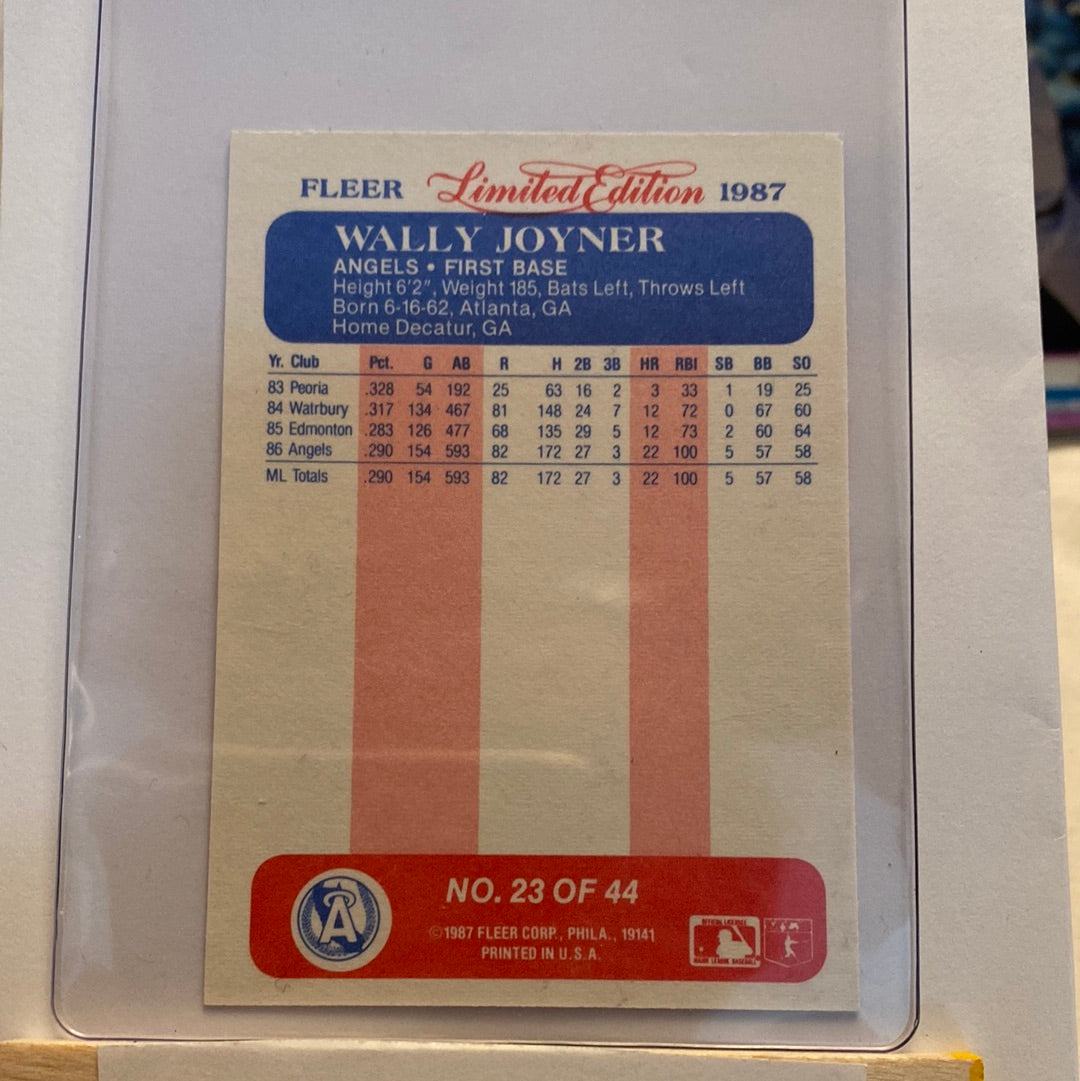 FLEER Limited Edition 1987
WALLY JOYNER
ANGELS • FIRST BASE
Height 6'2", Weight 185, Bats Left, Throws Left
Born 6-16-62, Atlanta, GA
Home Decatur, GA
Yr. Club Pct. G AB R H 2B 3B HR RBI SB BB SO
83 Peoria .328 54 192 25 63 16 2 3 33 1 19 25
84 Watrbury .317 134 467 81 148 24 7 12 72 0 67 60
85 Edmonton .283 126 477 68 135 29 5 12 73 2 60 64
86 Angels .290 154 593 82 172 27 3 22 100 5 57 58
ML Totals .290 154 593 82 172 27 3 22 100 5 57 58
A
NO. 23 OF 44
©1987 FLEER CORP., PHILA., 19141
PRINTED IN U.S.A.
OFFICIAL LICENSEE
MAJOR LEAGUE BASEBALL